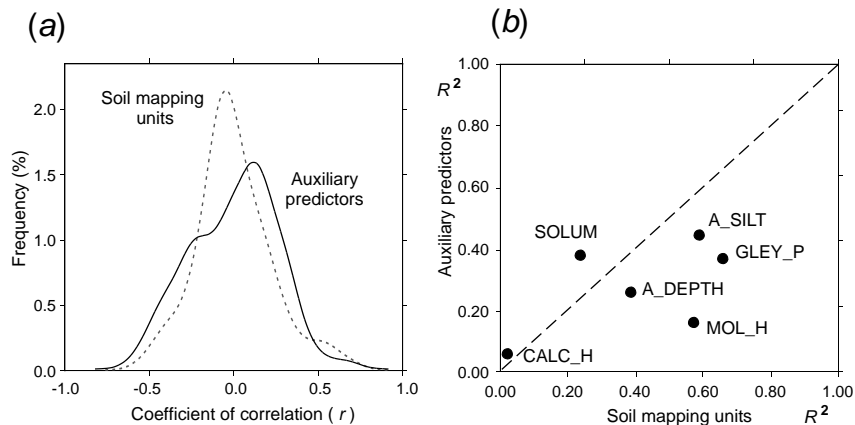 (a)
Soil mapping
units
Auxiliary
predictors
Frequency (%)
2.0
1.5
1.0
0.5
0.0
-1.0
-0.5
0.0
0.5
1.0
Coefficient of correlation ( r )
(b)
1.00
R²
0.80
0.60
0.40
0.20
0.00
Auxiliary predictors
SOLUM
A_SILT
GLEY_P
A_DEPTH
MOL_H
CALC_H
0.00
0.20
0.40
0.60
0.80
1.00
Soil mapping units
R²